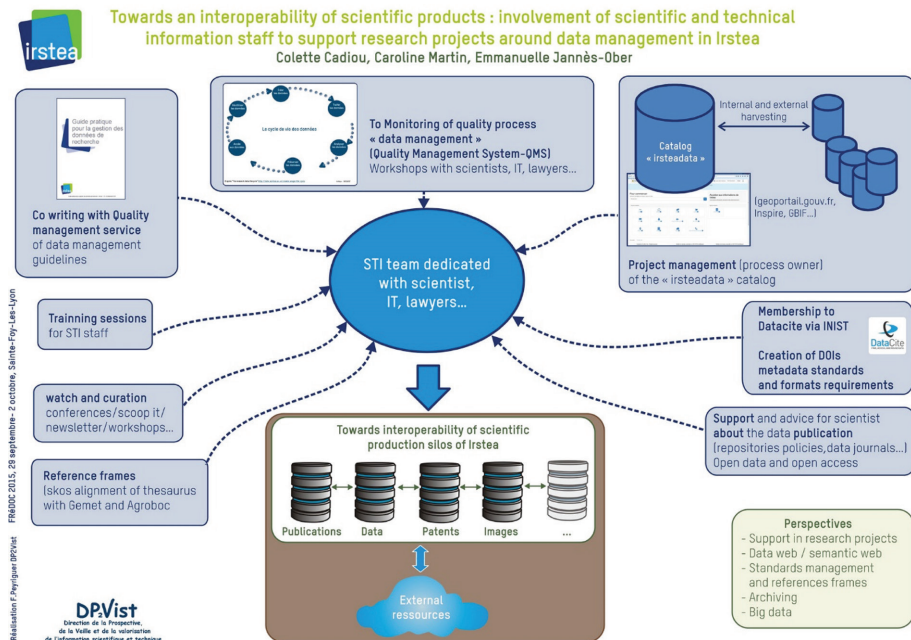 irstea
Towards an interoperability of scientific products : involvement of scientific and technical
information staff to support research projects around data management in Irstea
Colette Cadiou, Caroline Martin, Emmanuelle Jannès-Ober
Guide pratique
pour la gestion des
données de
recherche
Co writing with Quality
management service
of data management
guidelines
Le cycle de vie des données
To Monitoring of quality process
« data management »
(Quality Management System-QMS)
Workshops with scientists, IT, lawyers...
Catalog
« irsteadata »
Internal and external
harvesting
(geoportail.gouv.fr,
Inspire, GBIF...)
Project management (process owner)
of the « irsteadata » catalog
STI team dedicated
with scientist,
IT, lawyers...
Trainning sessions
for STI staff
watch and curation
conferences/scoop it/
newsletter/workshops...
Reference frames
(skos alignment of thesaurus
with Gemet and Agroboc
Membership to
Datacite via INIST
DataCite
Creation of DOIs
metadata standards
and formats requirements
Support and advice for scientist
about the data publication
(repositories policies,data journals...)
Open data and open access
Towards interoperability of scientific
production silos of Irstea
Publications
Data
Patents
Images
...
External
ressources
Perspectives
- Support in research projects
- Data web / semantic web
- Standards management
and references frames
- Archiving
- Big data
DP2Vist
Direction de la Prospective,
de la Veille et de la valorisation
de l'information scientifique et technique
Réalisation F.Peyriguer DP2Vist
FRéDOC 2015, 29 septembre- 2 octobre, Sainte-Foy-Les-Lyon